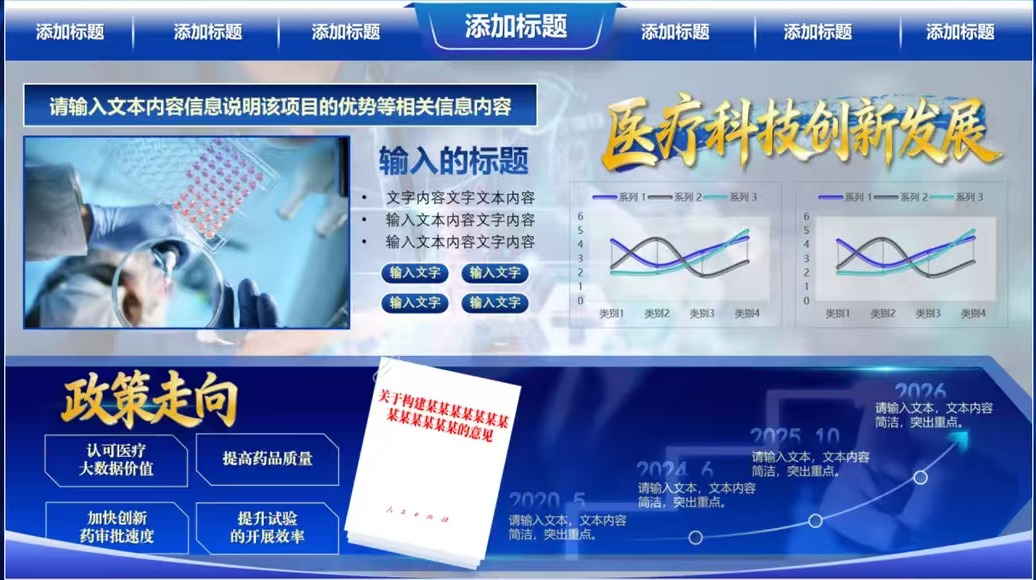 添加标题
添加标题
添加标题
添加标题
添加标题
添加标题
添加标题
请输入文本内容信息说明该项目的优势等相关信息内容
医疗科技创新发展
输入的标题
• 文字内容文字文本内容
• 输入文本内容文字内容
• 输入文本内容文字内容
输入文字 输入文字
输入文字 输入文字
系列 1 系列 2 系列 3
6
5
4
3
2
1
0
类别1 类别2 类别3 类别4
系列 1 系列 2 系列 3
6
5
4
3
2
1
0
类别1 类别2 类别3 类别4
政策走向
认可医疗
大数据价值
提高药品质量
加快创新
药审批速度
提升试验
的开展效率
关于构建某某某某某某某
某某某某某某的意见
人民出版社
2020.5
请输入文本，文本内容
简洁，突出重点。
2024.6
请输入文本，文本内容
简洁，突出重点。
2025.10
请输入文本，文本内容
简洁，突出重点。
2026
请输入文本，文本内容
简洁，突出重点。